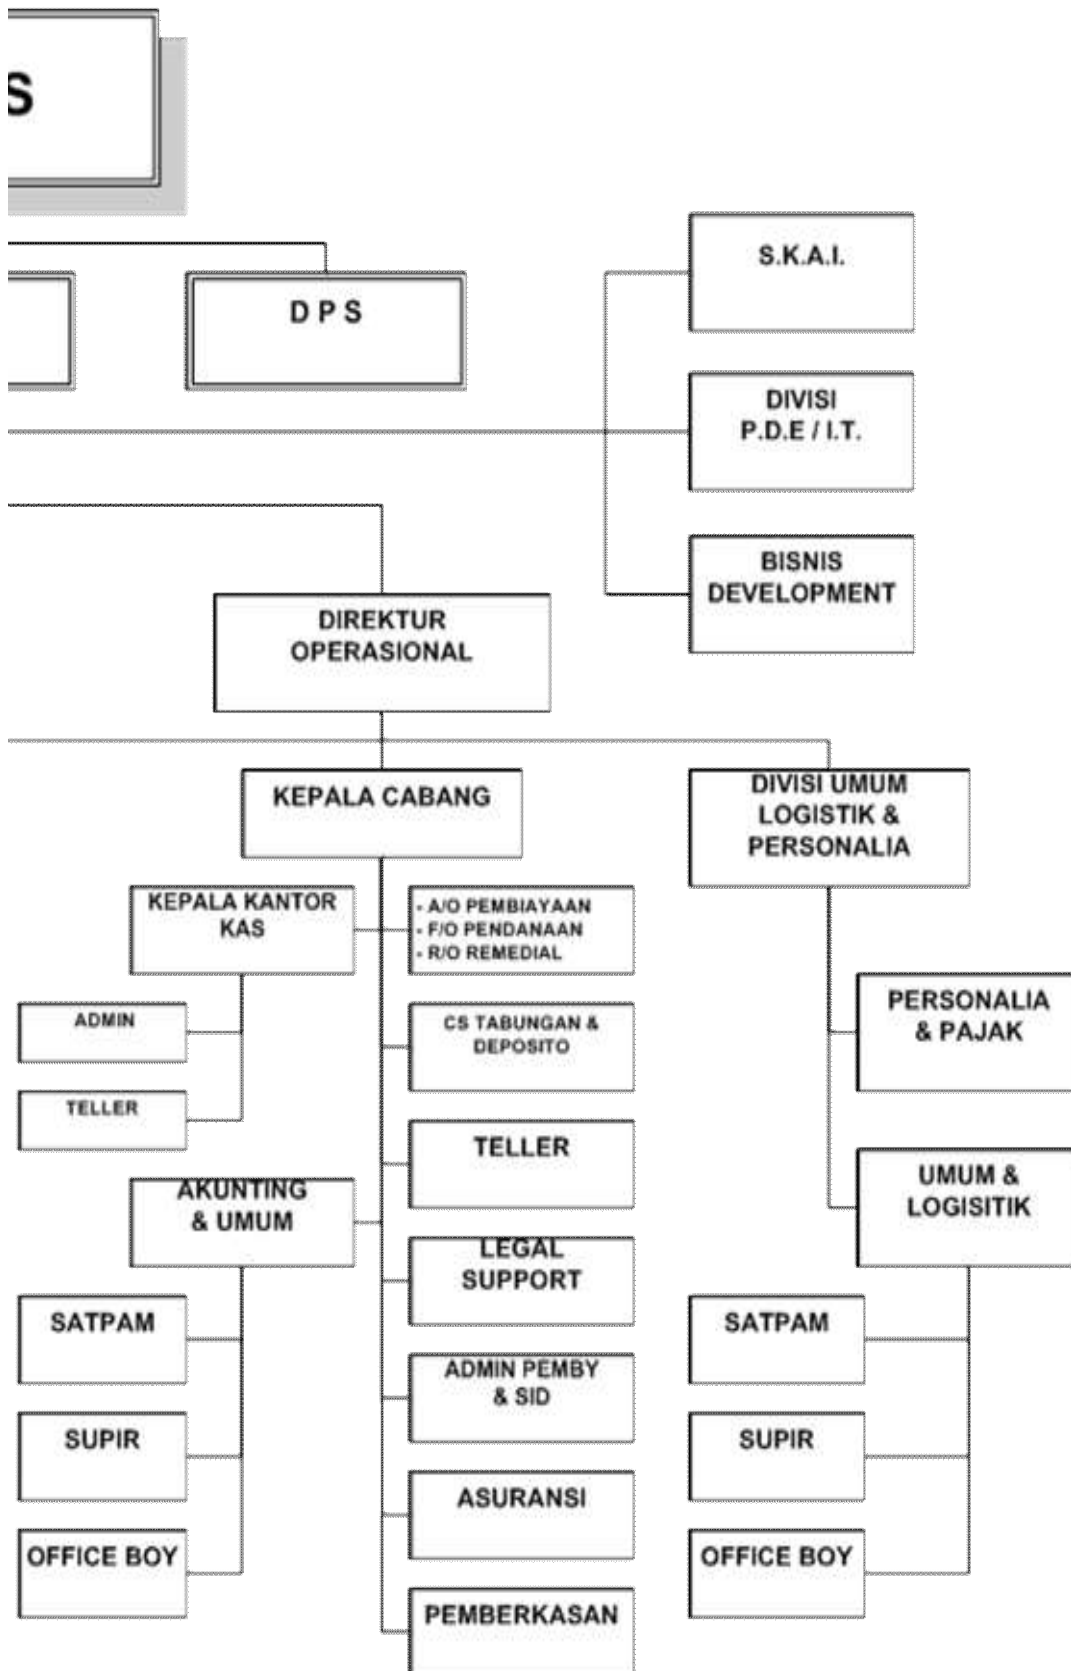 S
S.K.A.I.
D P S
DIVISI
P.D.E / I.T.
BISNIS
DEVELOPMENT
DIREKTUR
OPERASIONAL
KEPALA CABANG
DIVISI UMUM
LOGISTIK &
PERSONALIA
KEPALA KANTOR
KAS
- A/O PEMBIAYAAN
- F/O PENDANAAN
- R/O REMEDIAL
ADMIN
CS TABUNGAN &
DEPOSITO
PERSONALIA
& PAJAK
TELLER
TELLER
AKUNTING
& UMUM
UMUM &
LOGISITIK
LEGAL
SUPPORT
SATPAM
SATPAM
ADMIN PEMBY
& SID
SUPIR
SUPIR
ASURANSI
OFFICE BOY
OFFICE BOY
PEMBERKASAN